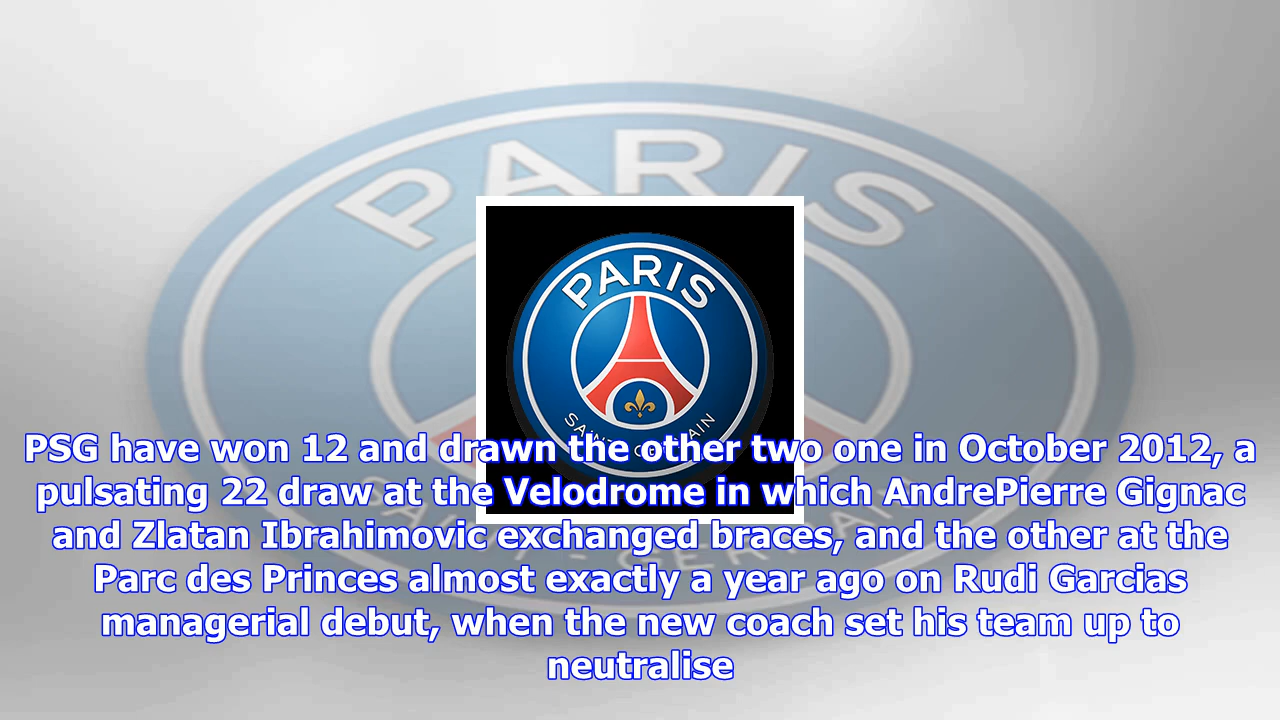 PARIS
PARIS
PSG have won 12 and drawn the other two one in October 2012, a
pulsating 22 draw at the Velodrome in which AndrePierre Gignac
and Zlatan Ibrahimovic exchanged braces, and the other at the
Parc des Princes almost exactly a year ago on Rudi Garcias
managerial debut, when the new coach set his team up to
neutralise